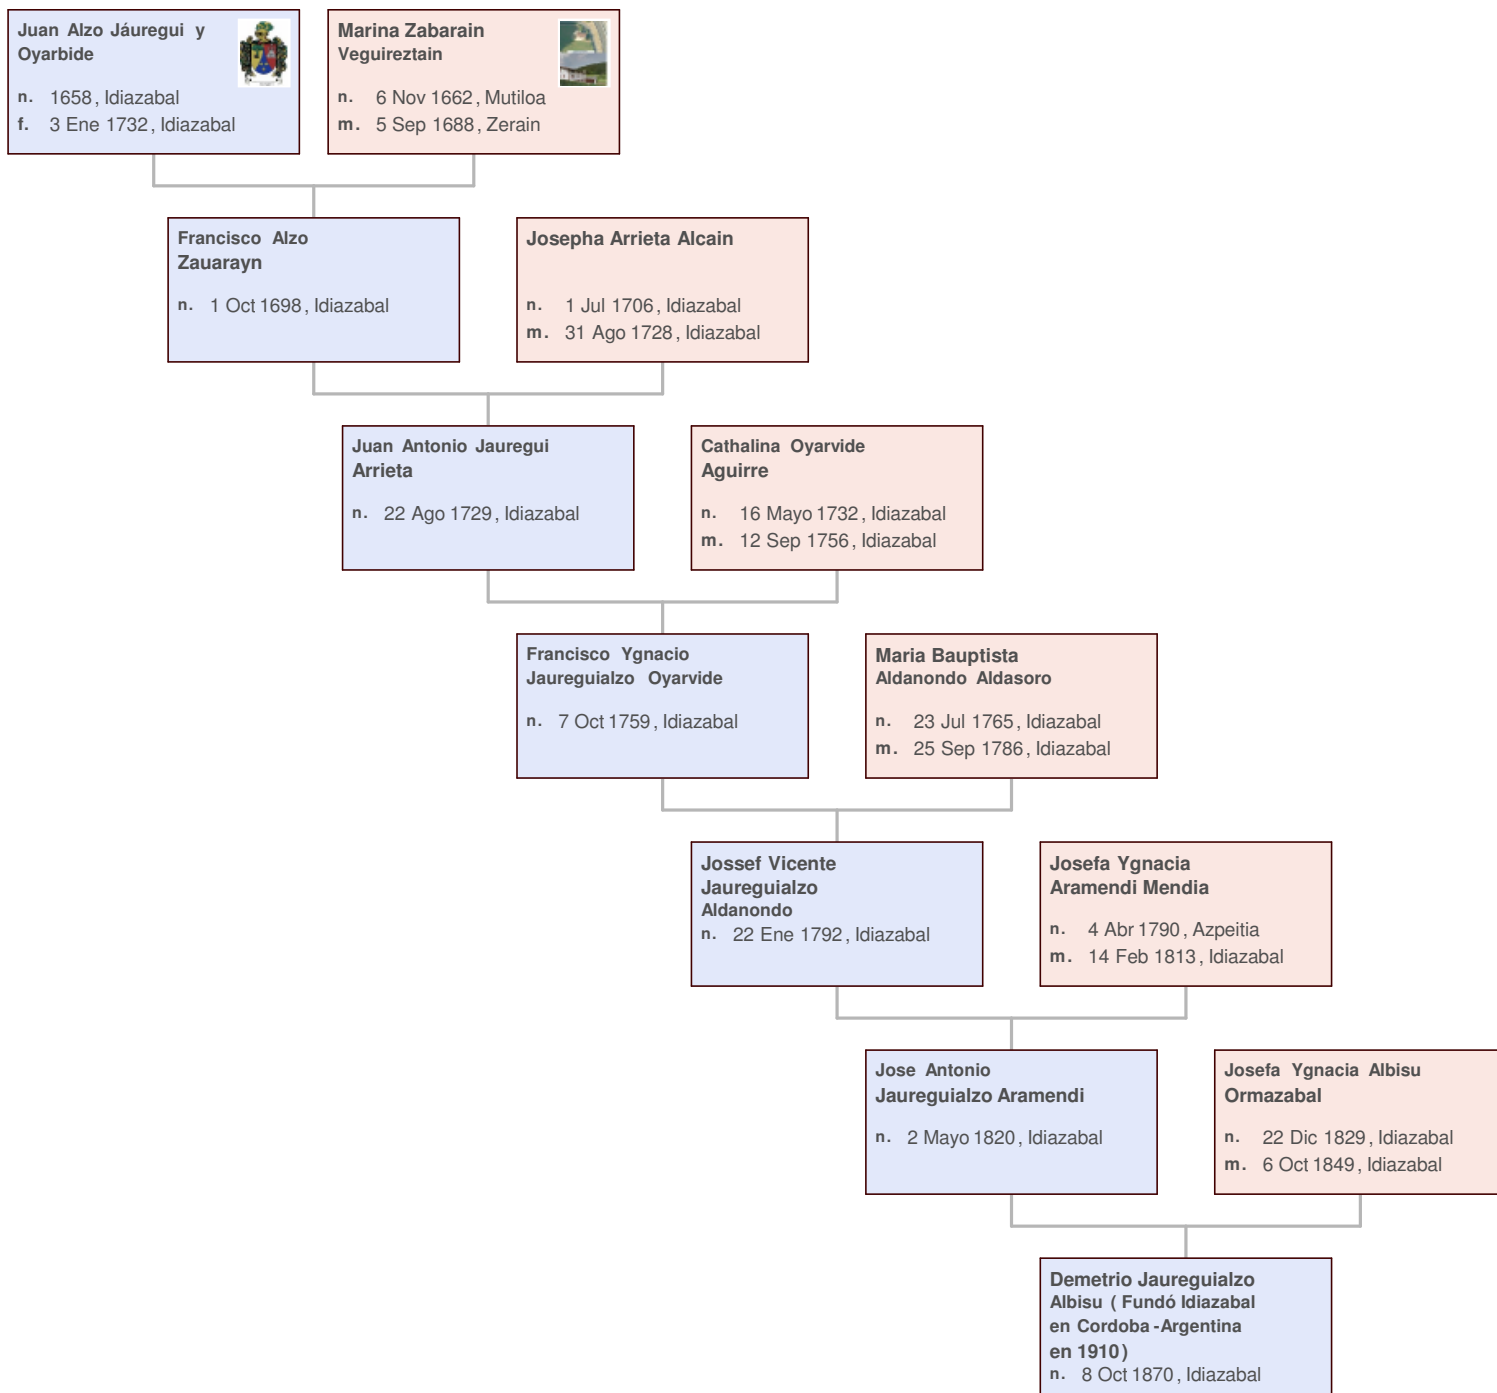 Juan Alzo Jáuregui y
Oyarbide
n. 1658, Idiazabal
f. 3 Ene 1732, Idiazabal
Marina Zabarain
Veguireztain
n. 6 Nov 1662, Mutiloa
m. 5 Sep 1688, Zerain
Francisco Alzo
Zauarayn
n. 1 Oct 1698, Idiazabal
Josepha Arrieta Alcain
n. 1 Jul 1706, Idiazabal
m. 31 Ago 1728, Idiazabal
Juan Antonio Jauregui
Arrieta
n. 22 Ago 1729, Idiazabal
Cathalina Oyarvide
Aguirre
n. 16 Mayo 1732, Idiazabal
m. 12 Sep 1756, Idiazabal
Francisco Ygnacio
Jaureguialzo Oyarvide
n. 7 Oct 1759, Idiazabal
Maria Bauptista
Aldanondo Aldasoro
n. 23 Jul 1765, Idiazabal
m. 25 Sep 1786, Idiazabal
Jossef Vicente
Jaureguialzo
Aldanondo
n. 22 Ene 1792, Idiazabal
Josefa Ygnacia
Aramendi Mendia
n. 4 Abr 1790, Azpeitia
m. 14 Feb 1813, Idiazabal
Jose Antonio
Jaureguialzo Aramendi
n. 2 Mayo 1820, Idiazabal
Josefa Ygnacia Albisu
Ormazabal
n. 22 Dic 1829, Idiazabal
m. 6 Oct 1849, Idiazabal
Demetrio Jaureguialzo
Albisu ( Fundó Idiazabal
en Cordoba-Argentina
en 1910)
n. 8 Oct 1870, Idiazabal